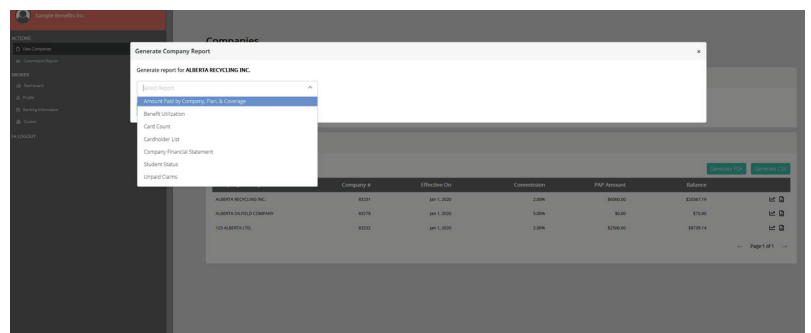 Sample Benefits Inc.
ACTIONS
View Companies
Commission Report
BROKER
Dashboard
Profile
Banking Information
Guides
LOGOUT
Companies
Generate Company Report
×
Generate report for ALBERTA RECYCLING INC.
Select Report
Amount Paid by Company, Plan, & Coverage
Benefit Utilization
Card Count
Cardholder List
Company Financial Statement
Student Status
Unpaid Claims
Generate PDF Generate CSV
Company # Effective On Commission PAP Amount Balance
ALBERTA RECYCLING INC. 83231 Jan 1, 2020 2.00% $6000.00 $20367.19
ALBERTA OILFIELD COMPANY 83278 Jan 1, 2020 5.00% $0.00 $75.00
123 ALBERTA LTD. 83232 Jan 1, 2020 2.00% $2500.00 $8739.14
← Page 1 of 1 →